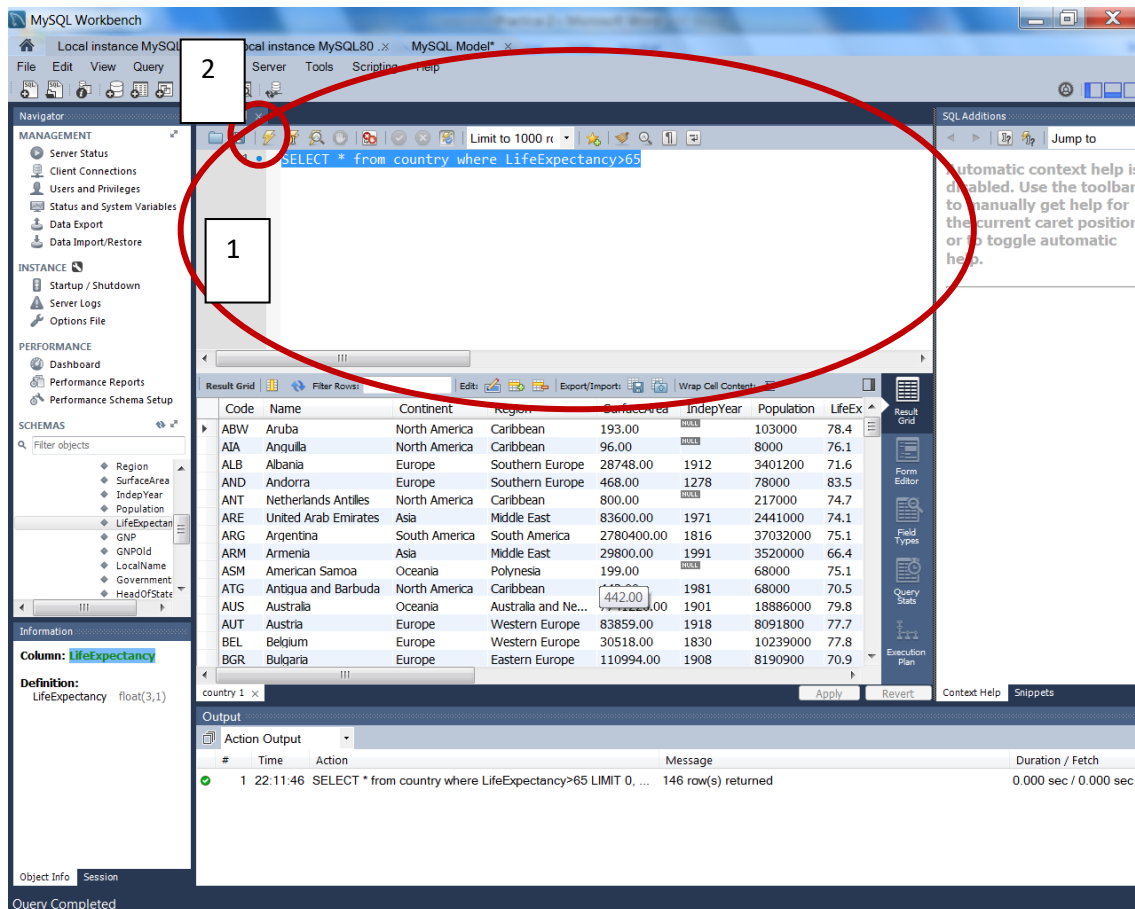 MySQL Workbench
Local instance MySQL
cal instance MySQL80 .×
MySQL Model* ×
File Edit View Query
2
Server Tools Scripting Help
Navigator
SQL Additions
MANAGEMENT
Server Status
Client Connections
Users and Privileges
Status and System Variables
Data Export
Data Import/Restore
INSTANCE
Startup / Shutdown
Server Logs
Options File
PERFORMANCE
Dashboard
Performance Reports
Performance Schema Setup
SCHEMAS
Filter objects
Region
SurfaceArea
IndepYear
Population
LifeExpectan
GNP
GNPOld
LocalName
Government
HeadOfState
Information
Column: LifeExpectancy
Definition:
LifeExpectancy float(3,1)
Object Info Session
Query Completed
Limit to 1000 rc
1 SELECT * from country where LifeExpectancy>65
1
Jump to
Automatic context help is
disabled. Use the toolbar
to manually get help for
the current caret position
or to toggle automatic
help.
Result Grid Filter Rows: Edit: Export/Import: Wrap Cell Content:
Code Name Continent Region SurfaceArea IndepYear Population LifeEx
ABW Aruba North America Caribbean 193.00 NULL 103000 78.4
AIA Anguilla North America Caribbean 96.00 NULL 8000 76.1
ALB Albania Europe Southern Europe 28748.00 1912 3401200 71.6
AND Andorra Europe Southern Europe 468.00 1278 78000 83.5
ANT Netherlands Antilles North America Caribbean 800.00 NULL 217000 74.7
ARE United Arab Emirates Asia Middle East 83600.00 1971 2441000 74.1
ARG Argentina South America South America 2780400.00 1816 37032000 75.1
ARM Armenia Asia Middle East 29800.00 1991 3520000 66.4
ASM American Samoa Oceania Polynesia 199.00 NULL 68000 75.1
ATG Antigua and Barbuda North America Caribbean 442.00 1981 68000 70.5
442.00
AUS Australia Oceania Australia and Ne... 1901 18886000 79.8
AUT Austria Europe Western Europe 83859.00 1918 8091800 77.7
BEL Belgium Europe Western Europe 30518.00 1830 10239000 77.8
BGR Bulgaria Europe Eastern Europe 110994.00 1908 8190900 70.9
Result
Grid
Form
Editor
Field
Types
Query
Stats
Execution
Plan
country 1 ×
Apply Revert
Context Help Snippets
Output
Action Output
# Time Action Message Duration / Fetch
1 22:11:46 SELECT * from country where LifeExpectancy>65 LIMIT 0, ... 146 row(s) returned 0.000 sec / 0.000 sec